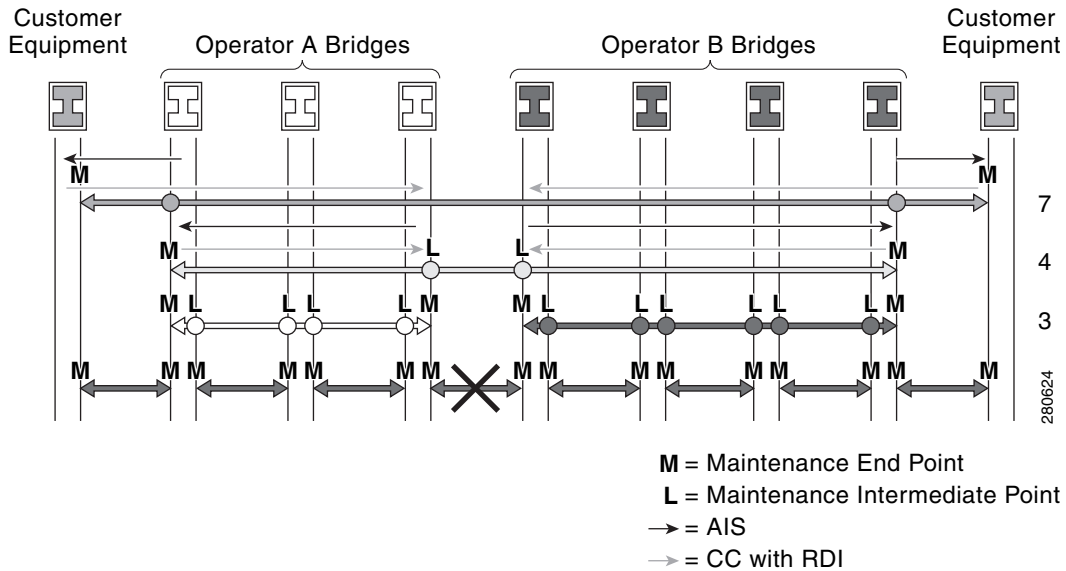 Customer
Equipment
Operator A Bridges
Operator B Bridges
Customer
Equipment
M M
7
M L L M
4
M L L L L M M L L L L L L M
3
M M M M M M M M M M M M M M M M
280624
M = Maintenance End Point
L = Maintenance Intermediate Point
= AIS
= CC with RDI